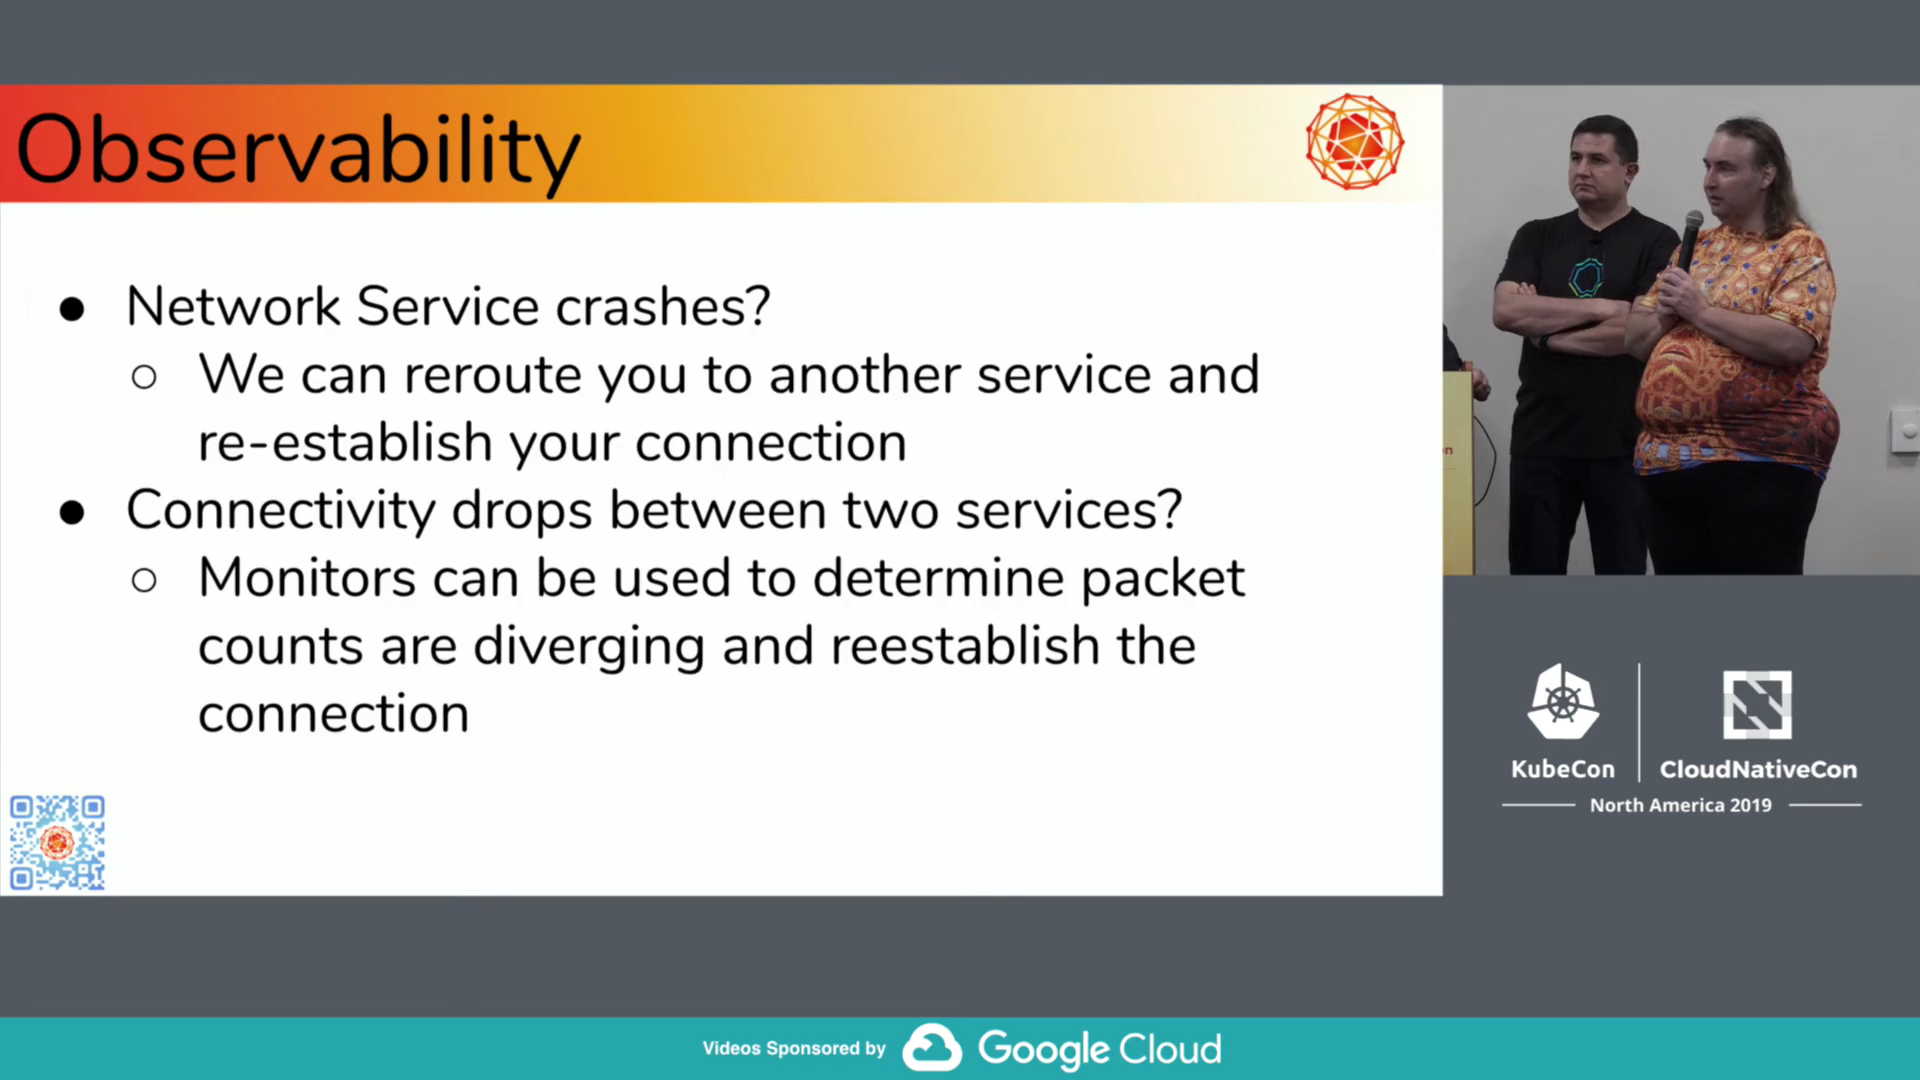 Observability
● Network Service crashes?
○ We can reroute you to another service and
re-establish your connection
● Connectivity drops between two services?
○ Monitors can be used to determine packet
counts are diverging and reestablish the
connection
on
KubeCon
CloudNativeCon
North America 2019
Videos Sponsored by Google Cloud